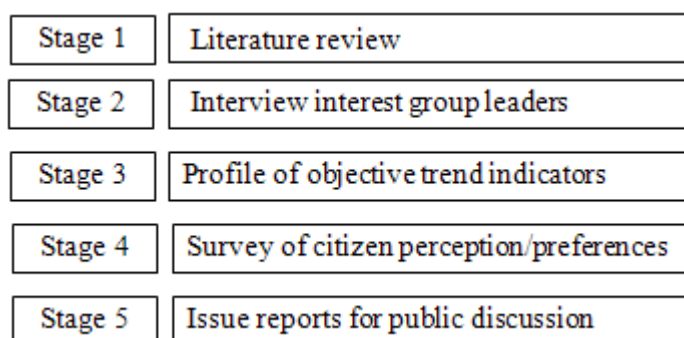 Stage 1 Literature review
Stage 2 Interview interest group leaders
Stage 3 Profile of objective trend indicators
Stage 4 Survey of citizen perception/preferences
Stage 5 Issue reports for public discussion